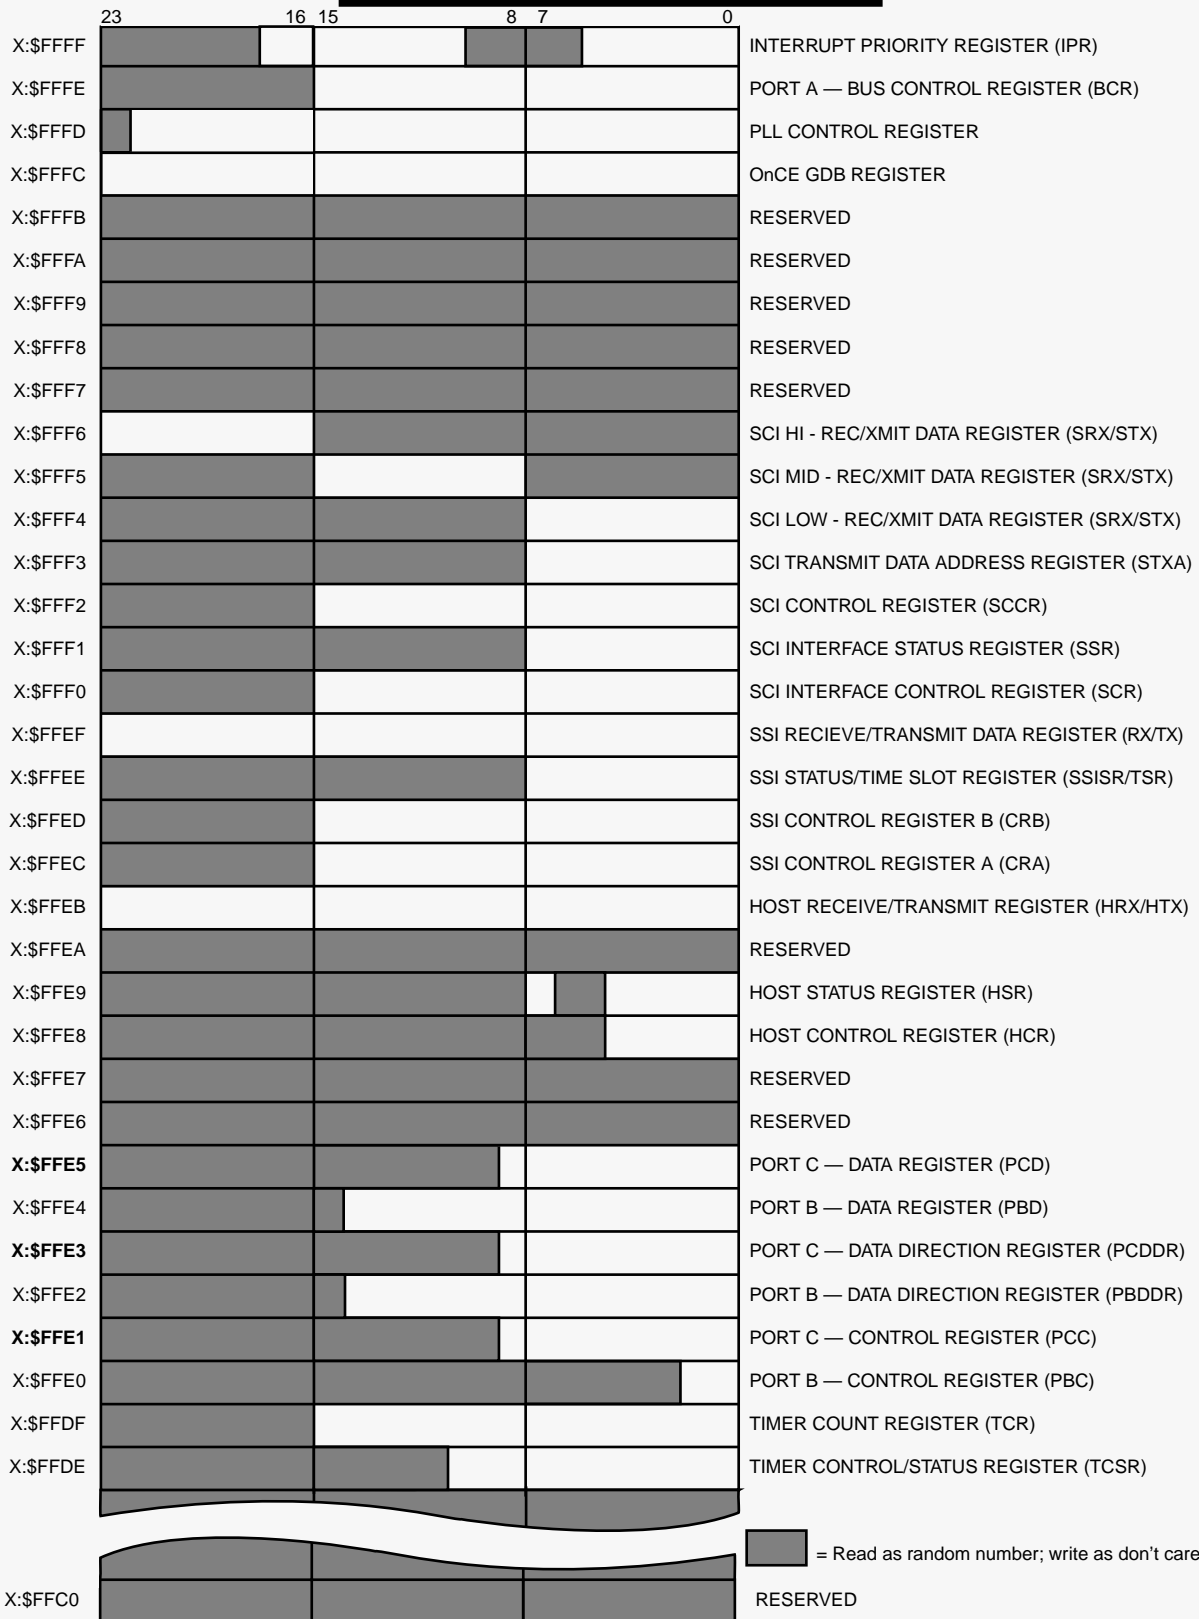 23 16 15 8 7 0
X:$FFFF INTERRUPT PRIORITY REGISTER (IPR)
X:$FFFE PORT A — BUS CONTROL REGISTER (BCR)
X:$FFFD PLL CONTROL REGISTER
X:$FFFC OnCE GDB REGISTER
X:$FFFB RESERVED
X:$FFFA RESERVED
X:$FFF9 RESERVED
X:$FFF8 RESERVED
X:$FFF7 RESERVED
X:$FFF6 SCI HI - REC/XMIT DATA REGISTER (SRX/STX)
X:$FFF5 SCI MID - REC/XMIT DATA REGISTER (SRX/STX)
X:$FFF4 SCI LOW - REC/XMIT DATA REGISTER (SRX/STX)
X:$FFF3 SCI TRANSMIT DATA ADDRESS REGISTER (STXA)
X:$FFF2 SCI CONTROL REGISTER (SCCR)
X:$FFF1 SCI INTERFACE STATUS REGISTER (SSR)
X:$FFF0 SCI INTERFACE CONTROL REGISTER (SCR)
X:$FFEF SSI RECIEVE/TRANSMIT DATA REGISTER (RX/TX)
X:$FFEE SSI STATUS/TIME SLOT REGISTER (SSISR/TSR)
X:$FFED SSI CONTROL REGISTER B (CRB)
X:$FFEC SSI CONTROL REGISTER A (CRA)
X:$FFEB HOST RECEIVE/TRANSMIT REGISTER (HRX/HTX)
X:$FFEA RESERVED
X:$FFE9 HOST STATUS REGISTER (HSR)
X:$FFE8 HOST CONTROL REGISTER (HCR)
X:$FFE7 RESERVED
X:$FFE6 RESERVED
X:$FFE5 PORT C — DATA REGISTER (PCD)
X:$FFE4 PORT B — DATA REGISTER (PBD)
X:$FFE3 PORT C — DATA DIRECTION REGISTER (PCDDR)
X:$FFE2 PORT B — DATA DIRECTION REGISTER (PBDDR)
X:$FFE1 PORT C — CONTROL REGISTER (PCC)
X:$FFE0 PORT B — CONTROL REGISTER (PBC)
X:$FFDF TIMER COUNT REGISTER (TCR)
X:$FFDE TIMER CONTROL/STATUS REGISTER (TCSR)
= Read as random number; write as don't care
X:$FFC0 RESERVED